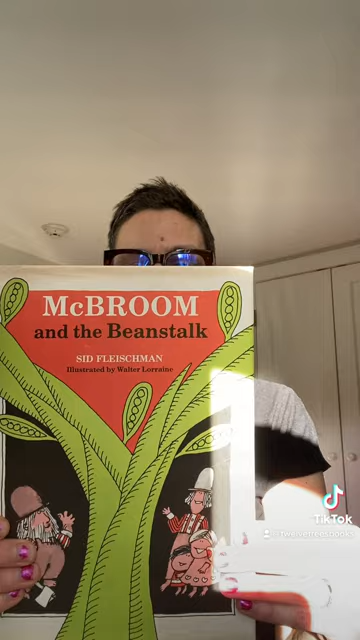 McBROOM
and the Beanstalk
SID FLEISCHMAN
Illustrated by Walter Lorraine
TikTok